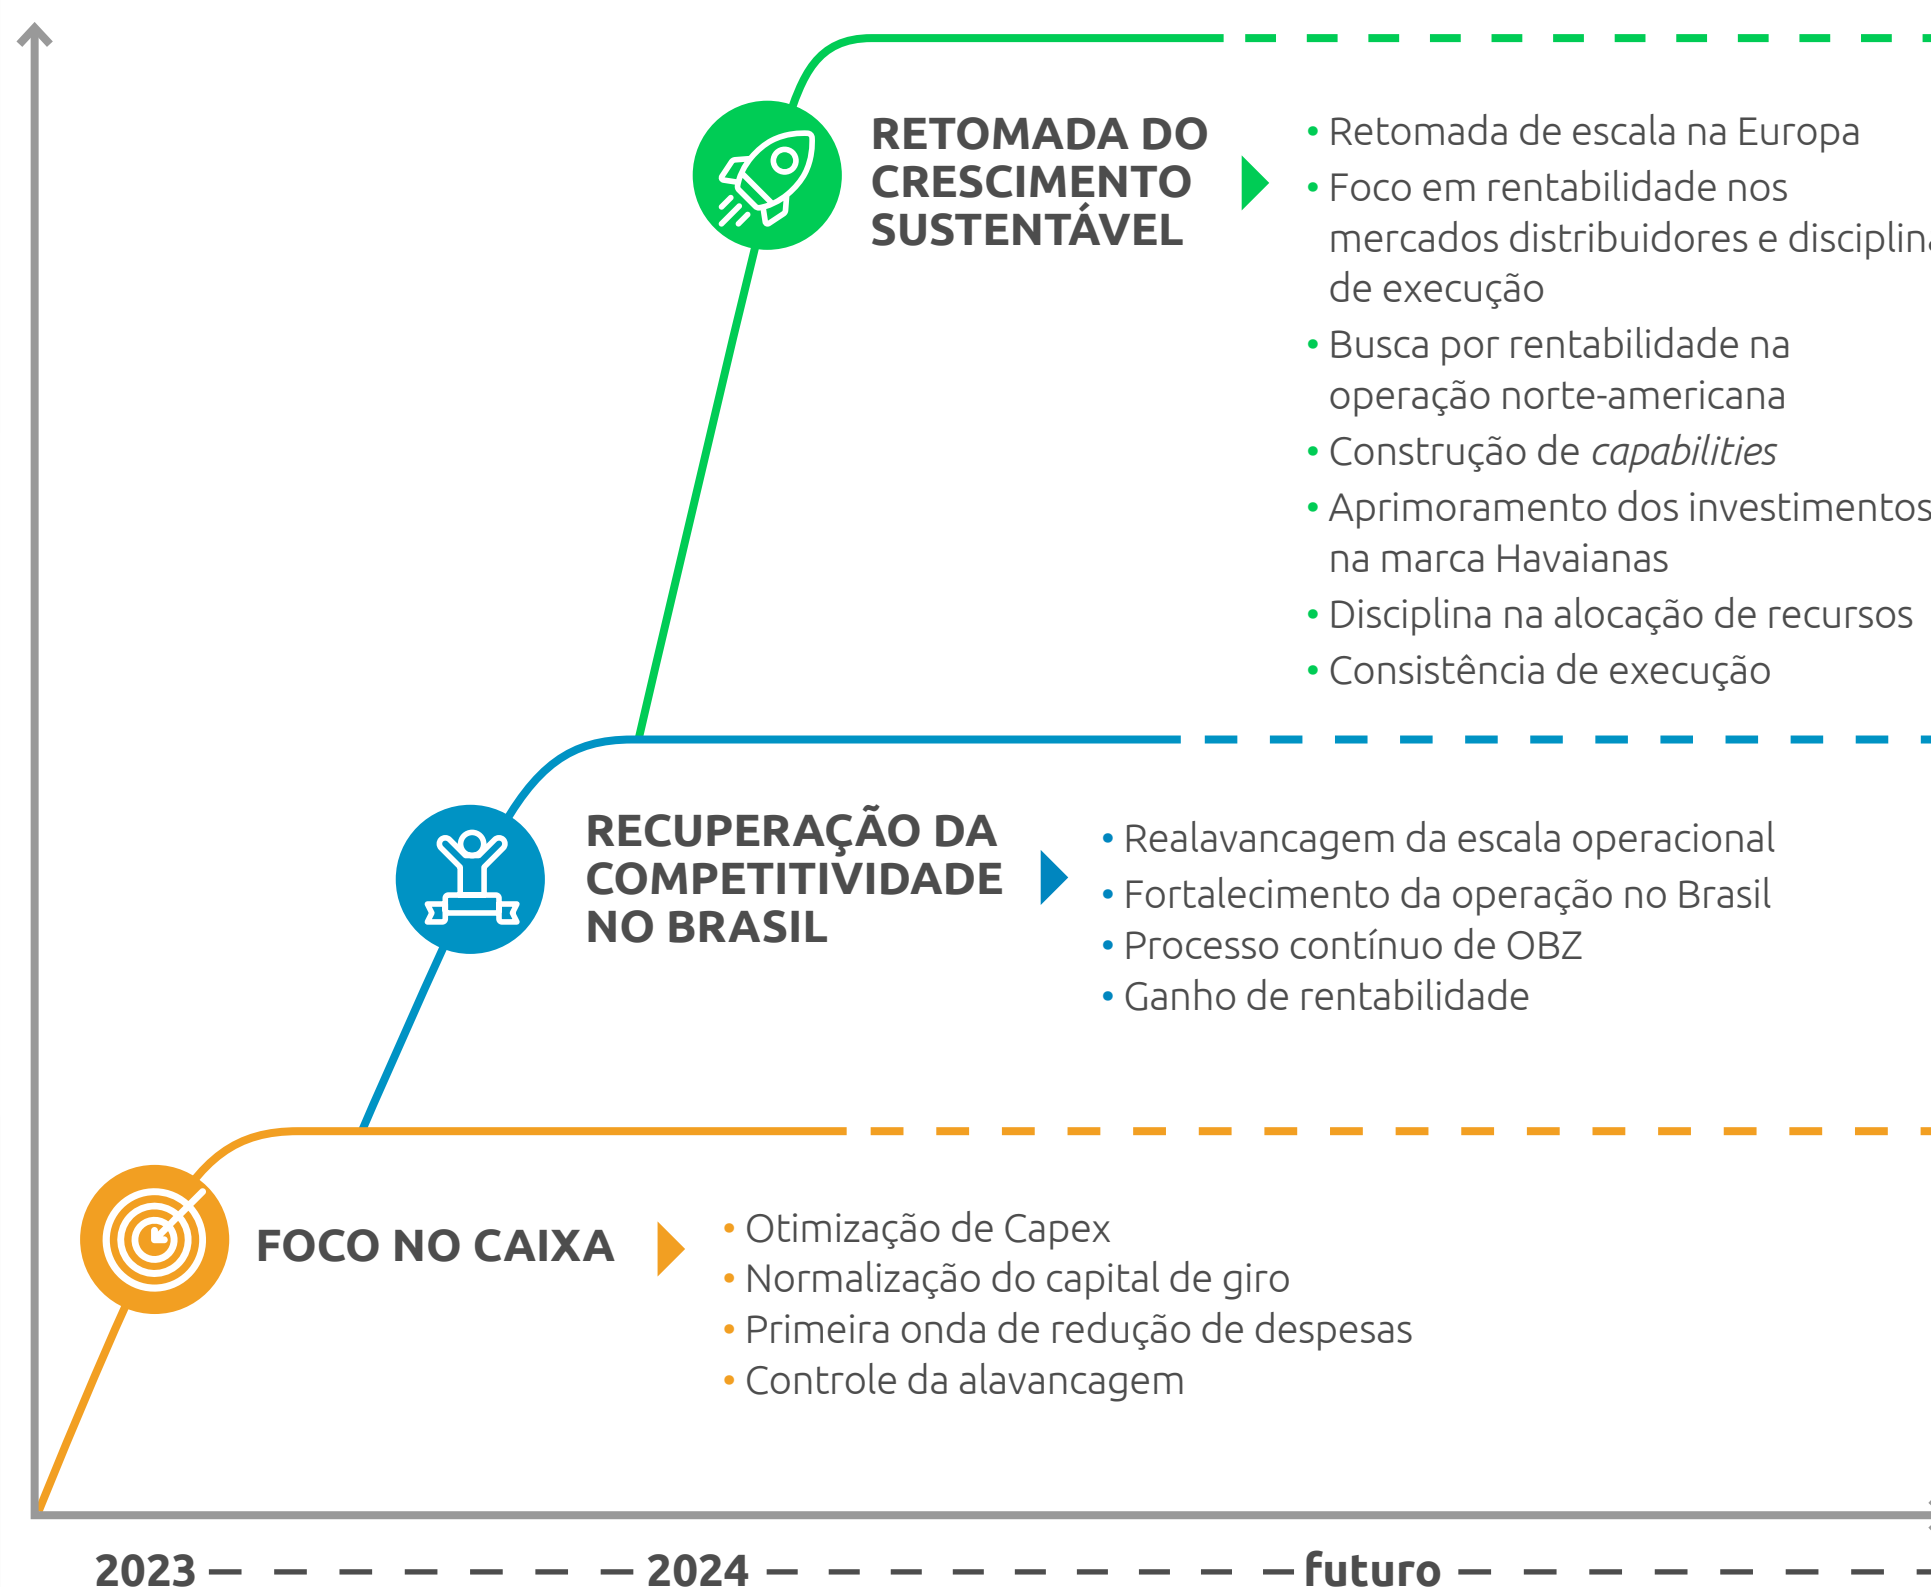 RETOMADA DO
CRESCIMENTO
SUSTENTÁVEL
• Retomada de escala na Europa
• Foco em rentabilidade nos
mercados distribuidores e disciplina
de execução
• Busca por rentabilidade na
operação norte-americana
• Construção de capabilities
• Aprimoramento dos investimentos
na marca Havaianas
• Disciplina na alocação de recursos
• Consistência de execução
RECUPERAÇÃO DA
COMPETITIVIDADE
NO BRASIL
• Realavancagem da escala operacional
• Fortalecimento da operação no Brasil
• Processo contínuo de OBZ
• Ganho de rentabilidade
FOCO NO CAIXA
• Otimização de Capex
• Normalização do capital de giro
• Primeira onda de redução de despesas
• Controle da alavancagem
2023 2024 futuro